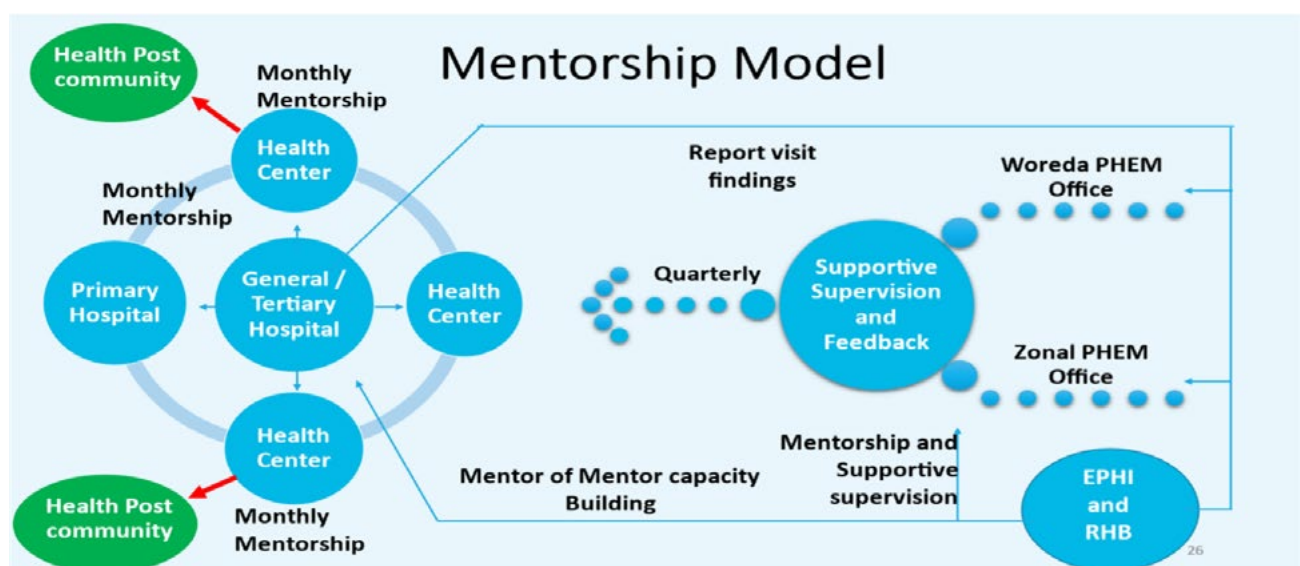 Mentorship Model
Health Post
community
Monthly
Mentorship
Health
Center
Monthly
Mentorship
Primary
Hospital
General /
Tertiary
Hospital
Health
Center
Health
Center
Health Post
community
Monthly
Mentorship
Report visit
findings
Quarterly
Supportive
Supervision
and
Feedback
Woreda PHEM
Office
Zonal PHEM
Office
Mentor of Mentor capacity
Building
Mentorship and
Supportive
supervision
EPHI
and
RHB
26